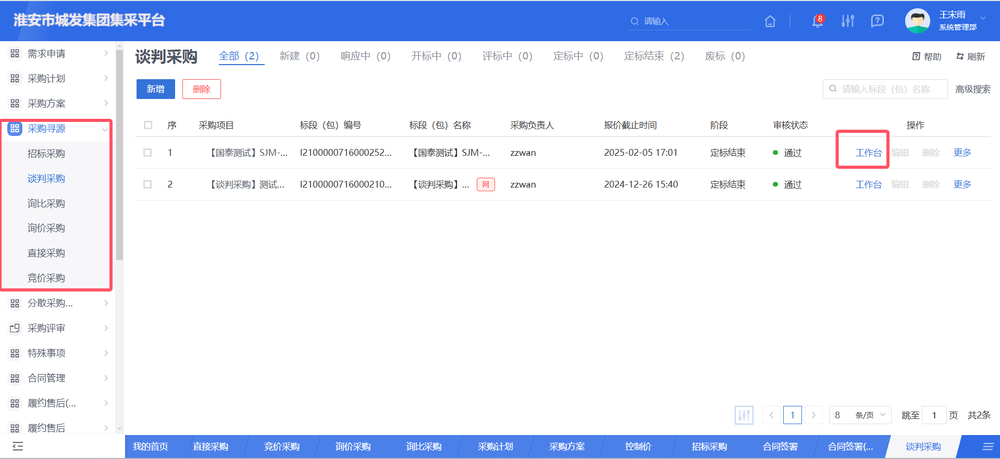 淮安市城发集团集采平台
请输入
8
王宋雨
系统管理部
需求申请
采购计划
采购方案
采购寻源
招标采购
谈判采购
询比采购
询价采购
直接采购
竞价采购
分散采购...
采购评审
特殊事项
合同管理
履约售后(...
履约售后
谈判采购 全部（2） 新建（0） 响应中（0） 开标中（0） 评标中（0） 定标中（0） 定标结束（2） 废标（0） 帮助 刷新
新增 删除 请输入标段（包）名称 高级搜索
序 采购项目 标段（包）编号 标段（包）名称 采购负责人 报价截止时间 阶段 审核状态 操作
1 【国泰测试】SJM-... I2100000716000252... 【国泰测试】SJM-... zzwan 2025-02-05 17:01 定标结束 通过 工作台 编辑 删除 更多
2 【谈判采购】测试... I2100000716000210... 【谈判采购】... 网 zzwan 2024-12-26 15:40 定标结束 通过 工作台 编辑 删除 更多
1 8 条/页 跳至 1 页 共2条
我的首页 直接采购 竞价采购 询价采购 询比采购 采购计划 采购方案 控制价 招标采购 合同签署 合同签署(... 谈判采购